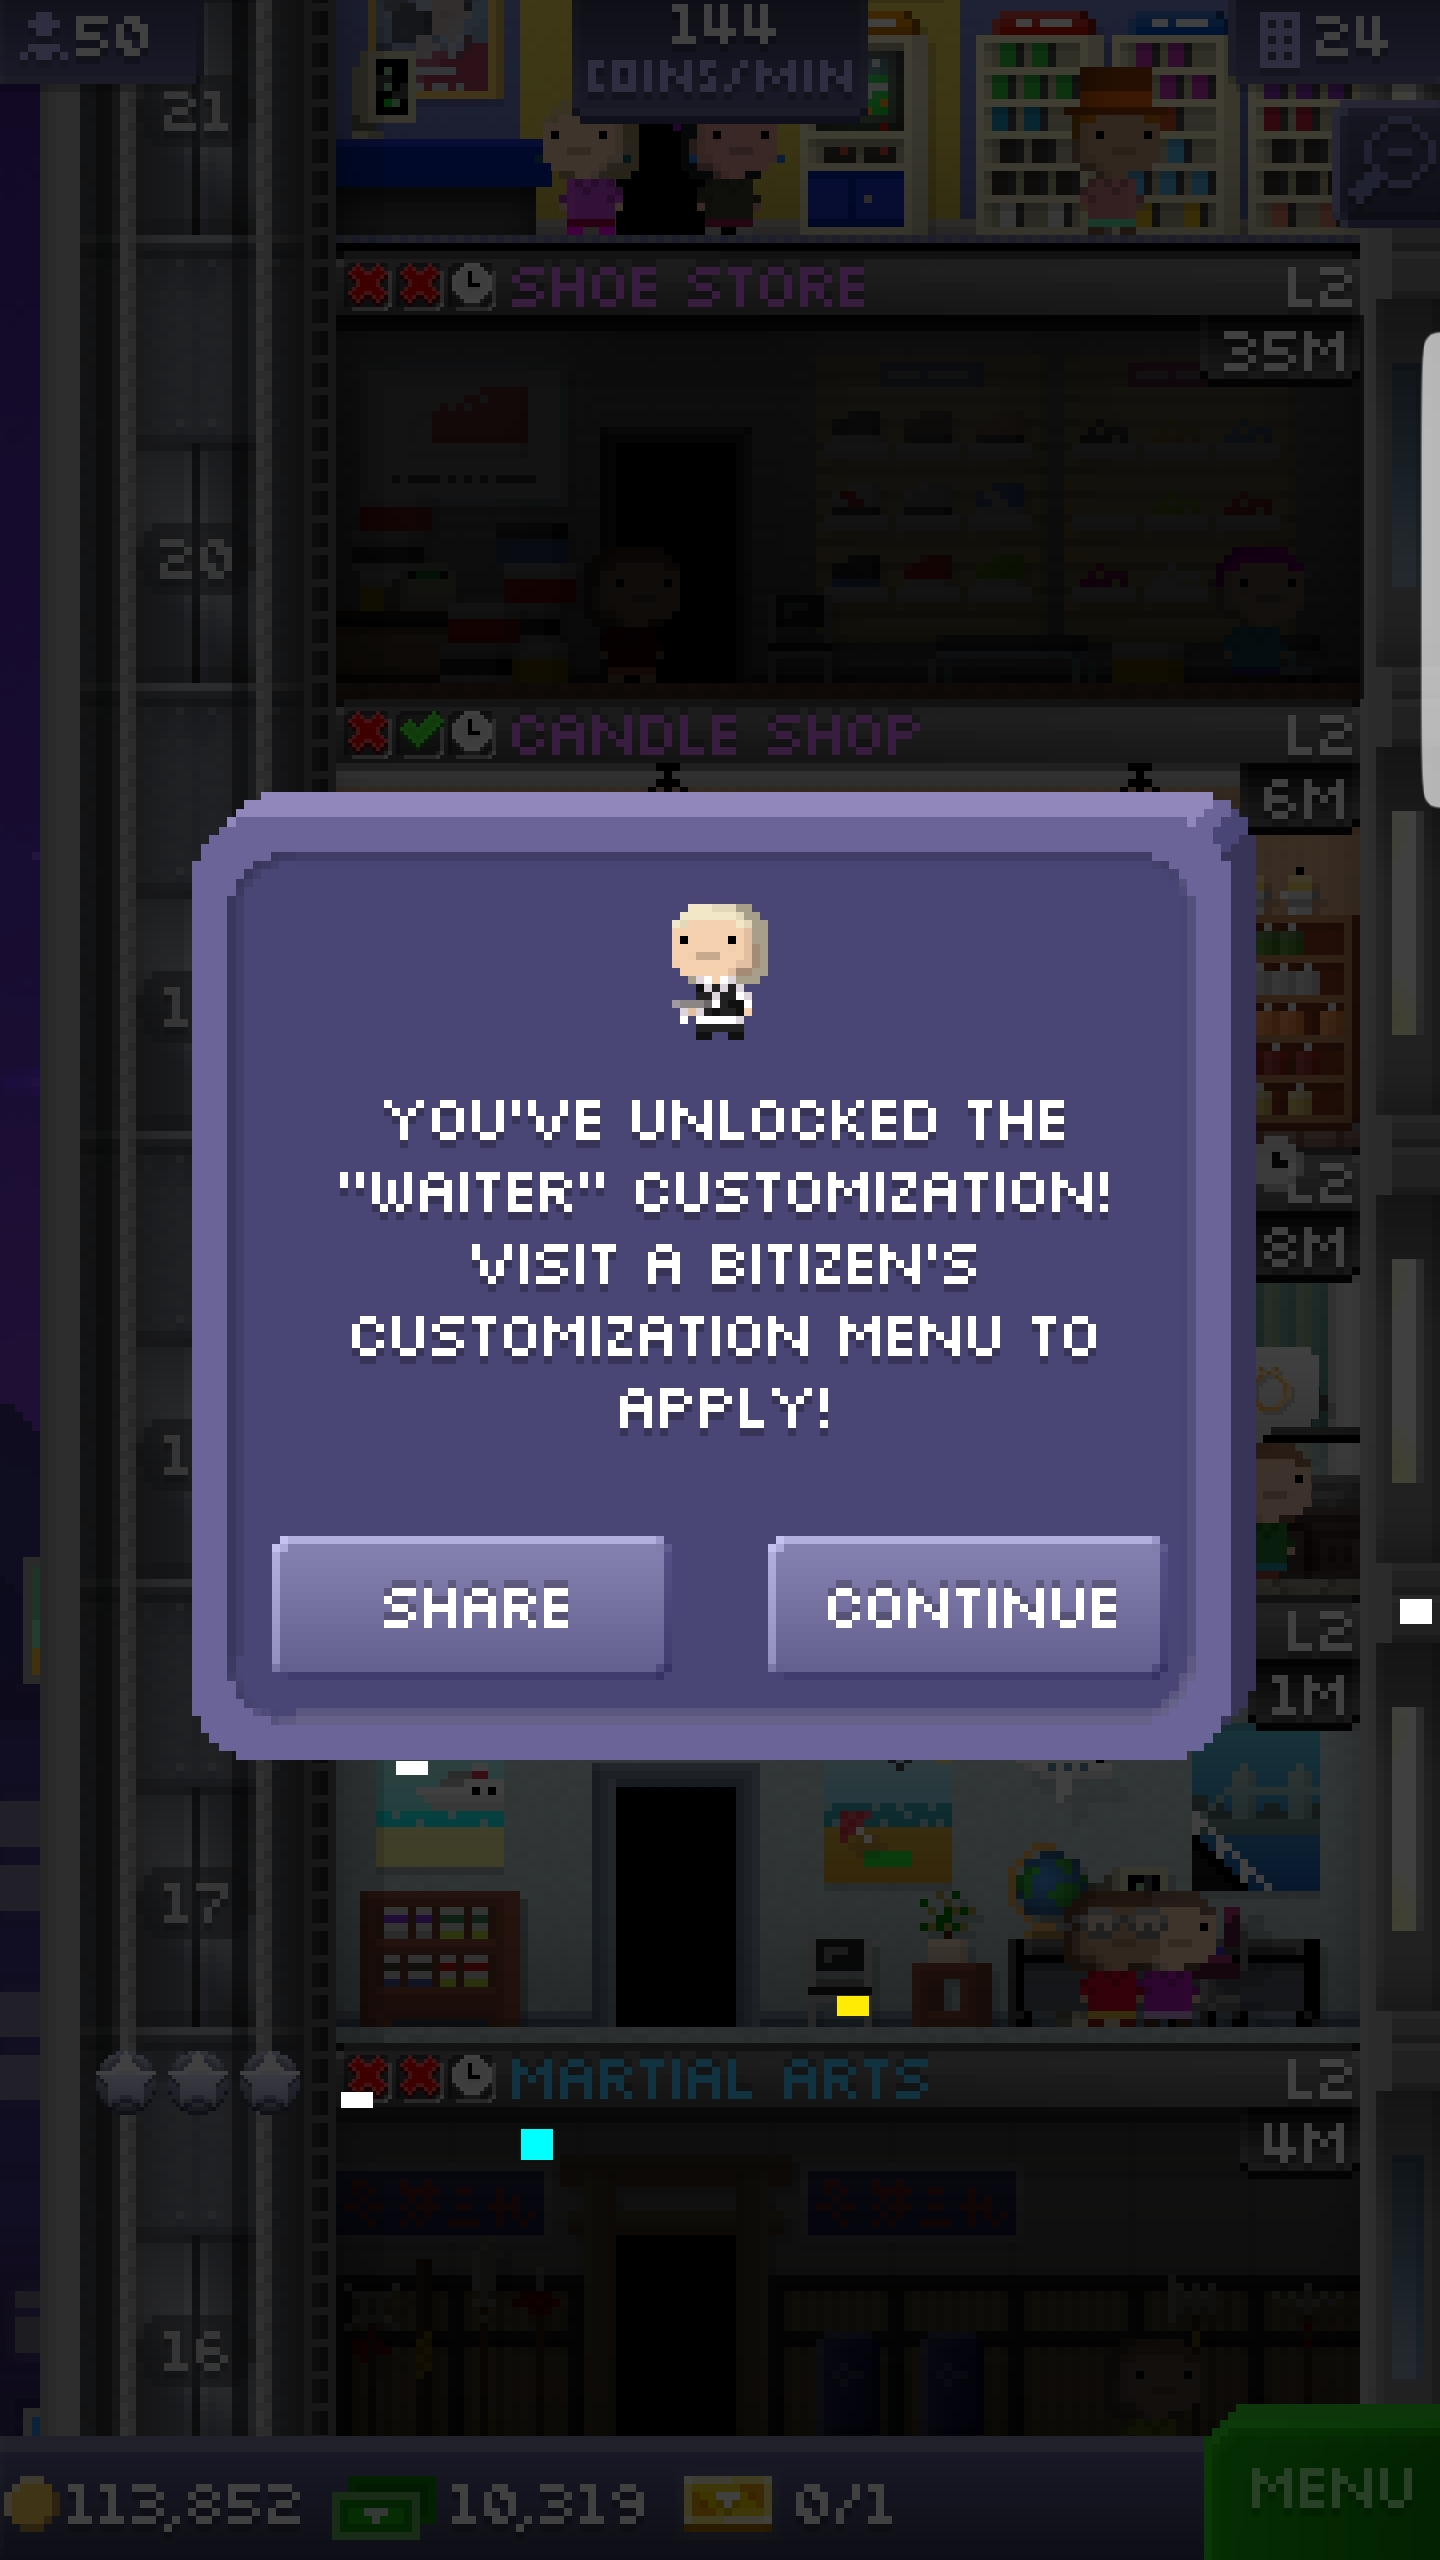 50
144
COINS/MIN
24
21
SHOE STORE
L2
35M
20
CANDLE SHOP
L2
6M
1
YOU'VE UNLOCKED THE
"WAITER" CUSTOMIZATION!
VISIT A BITIZEN'S
CUSTOMIZATION MENU TO
APPLY!
L2
8M
1
SHARE
CONTINUE
L2
1M
17
MARTIAL ARTS
L2
4M
16
113,852
10,319
0/1
MENU